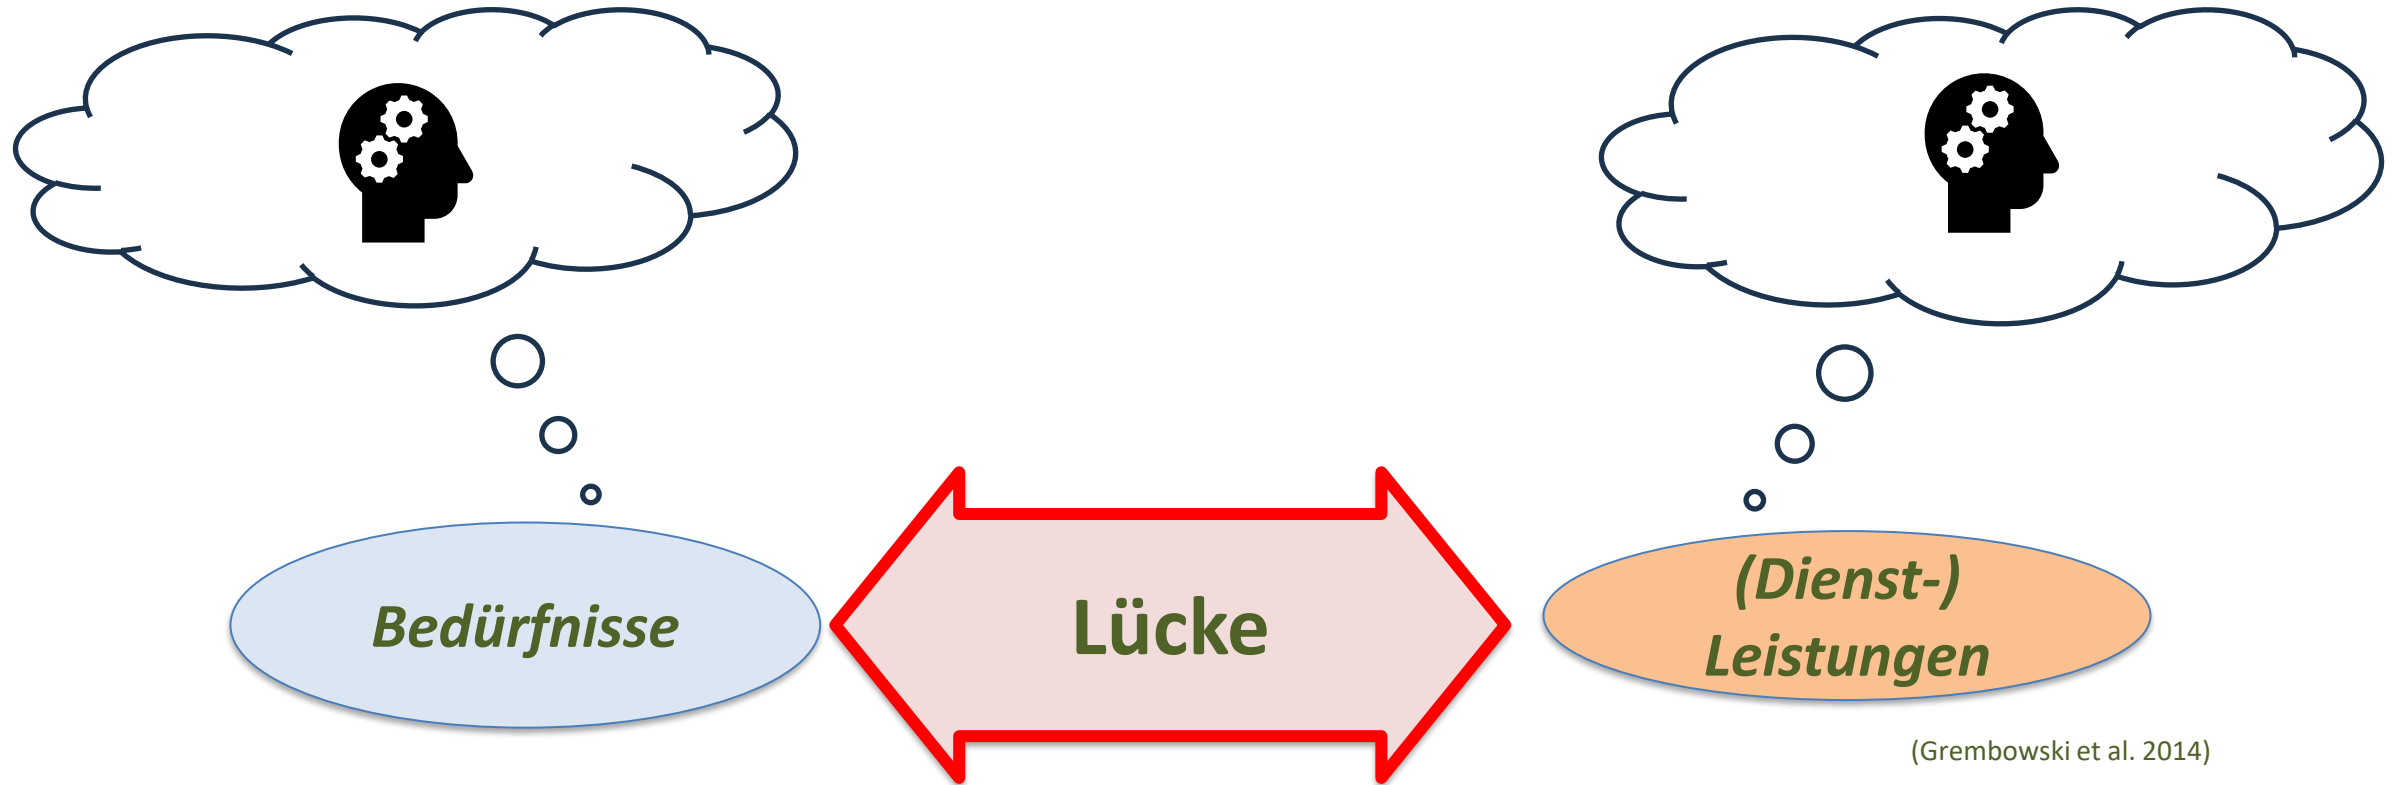 Bedürfnisse
Lücke
(Dienst-)
Leistungen
(Grembowski et al. 2014)